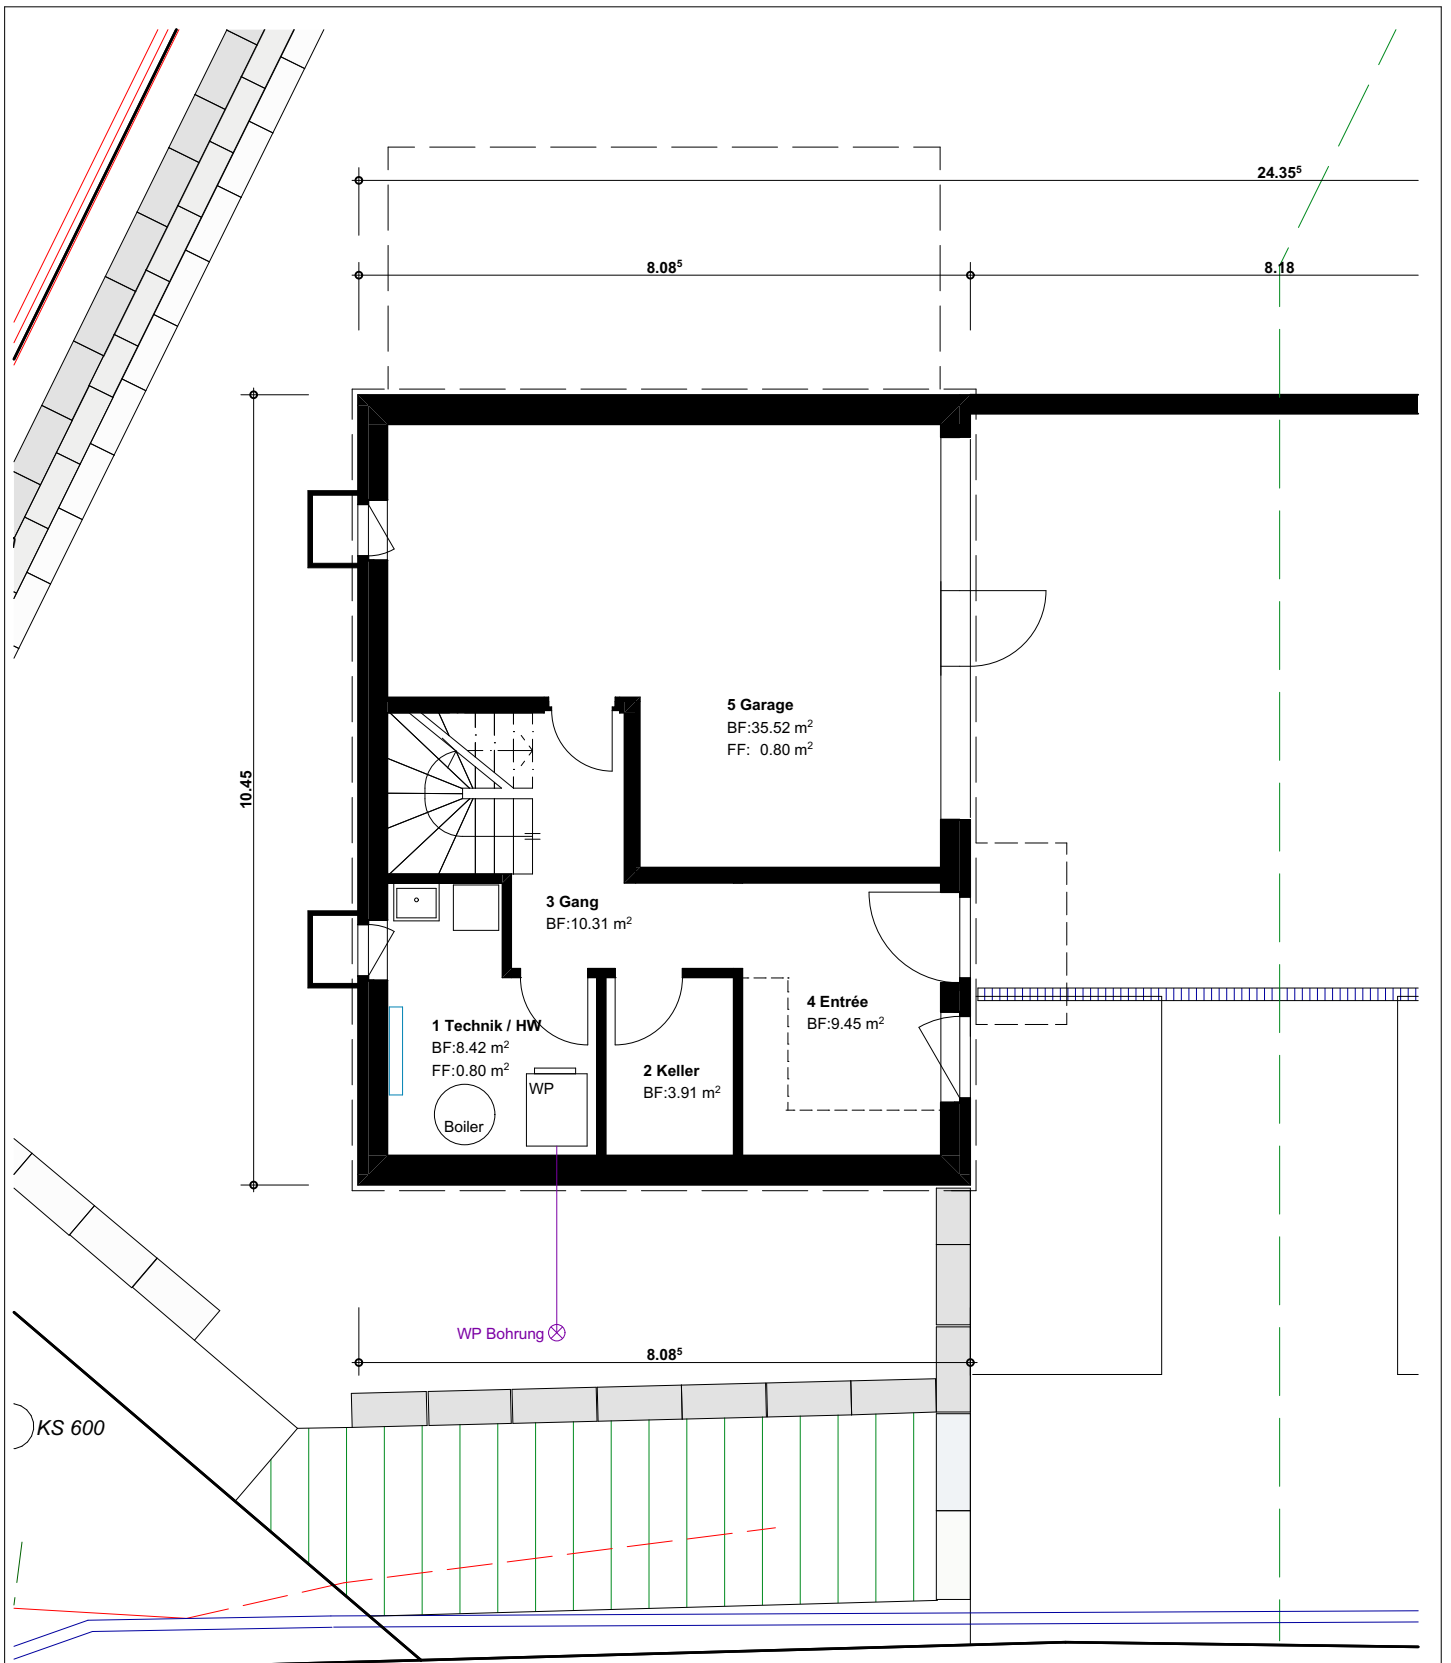 24.35⁵
8.08⁵
8.18
10.45
5 Garage
BF:35.52 m²
FF: 0.80 m²
3 Gang
BF:10.31 m²
4 Entrée
BF:9.45 m²
1 Technik / HW
BF:8.42 m²
FF:0.80 m²
2 Keller
BF:3.91 m²
WP
Boiler
WP Bohrung
8.08⁵
KS 600